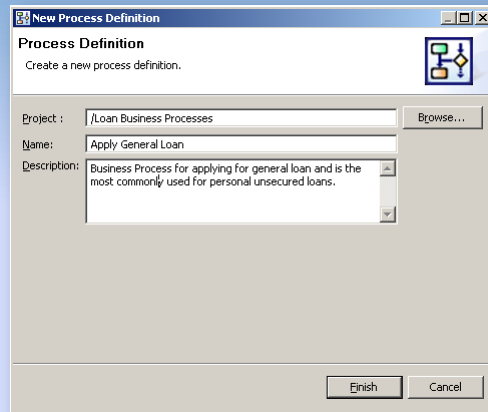 New Process Definition
Process Definition
Create a new process definition.
Project : /Loan Business Processes Browse...
Name: Apply General Loan
Description: Business Process for applying for general loan and is the
most commonly used for personal unsecured loans.
Finish Cancel